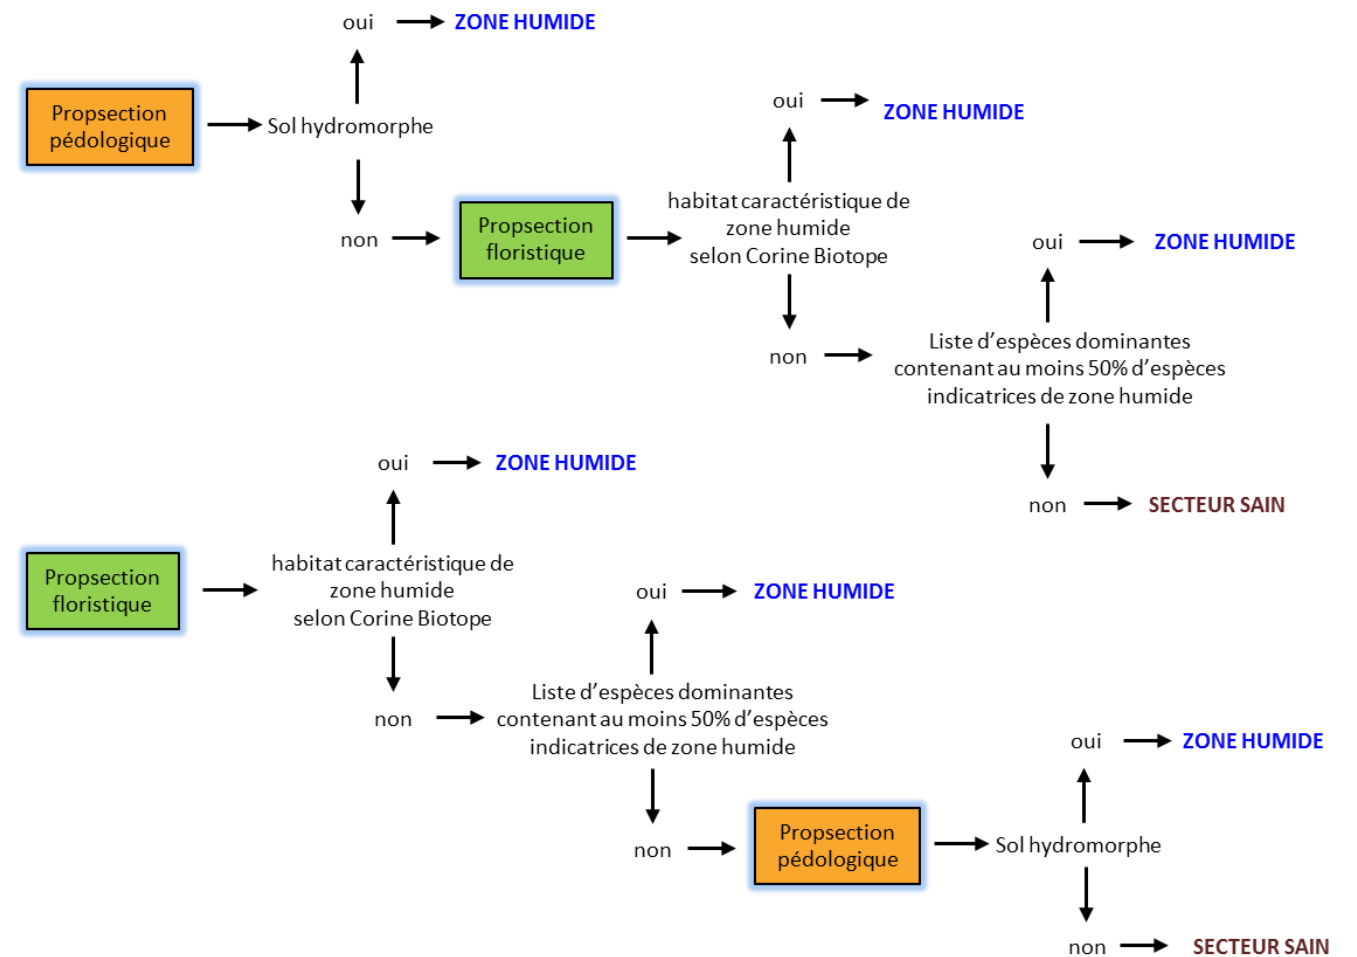 oui
ZONE HUMIDE
Propsection
pédologique
Sol hydromorphe
non
Propsection
floristique
habitat caractéristique de
zone humide
selon Corine Biotope
oui
ZONE HUMIDE
non
Liste d'espèces dominantes
contenant au moins 50% d'espèces
indicatrices de zone humide
oui
ZONE HUMIDE
non
SECTEUR SAIN
Propsection
floristique
habitat caractéristique de
zone humide
selon Corine Biotope
oui
ZONE HUMIDE
non
Liste d'espèces dominantes
contenant au moins 50% d'espèces
indicatrices de zone humide
oui
ZONE HUMIDE
non
Propsection
pédologique
Sol hydromorphe
oui
ZONE HUMIDE
non
SECTEUR SAIN